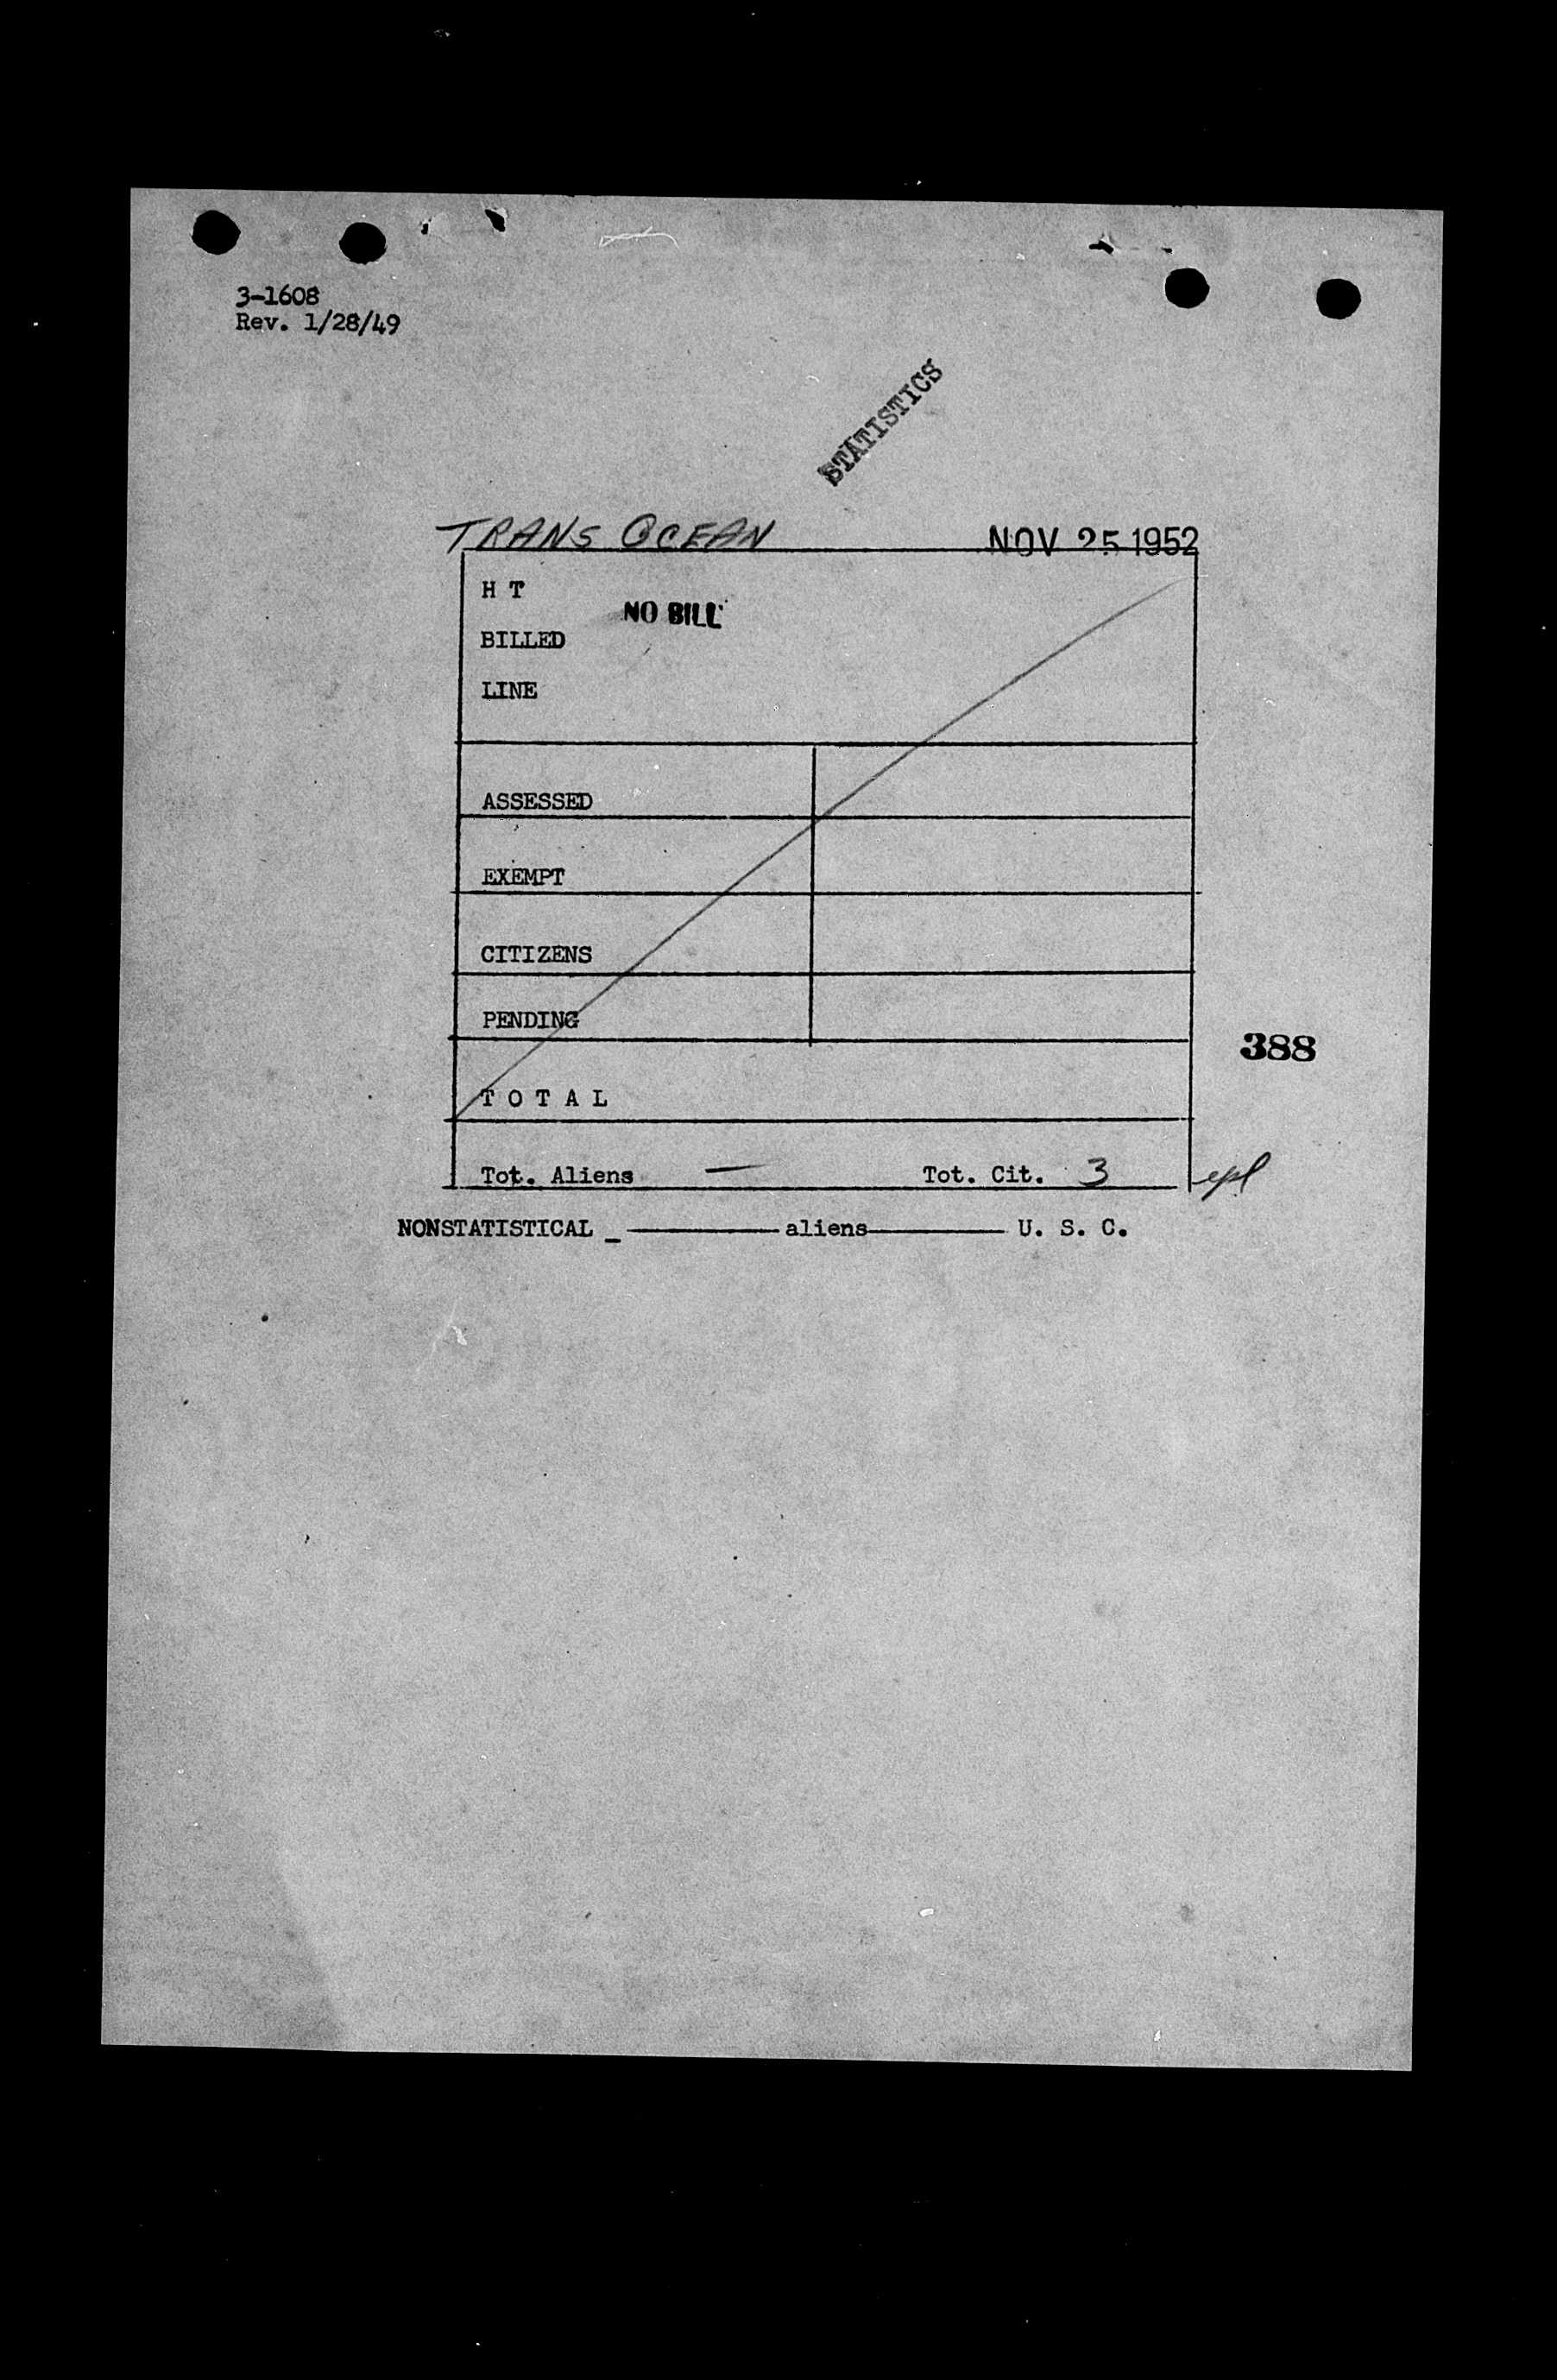 3-1608
Rev. 1/28/49
STATISTICS
TRANS OCEAN NOV 25 1952
H T
NO BILL
BILLED
LINE
ASSESSED
EXEMPT
CITIZENS
PENDING
388
T O T A L
Tot. Aliens — Tot. Cit. 3
NONSTATISTICAL _ ———— aliens ———— U. S. C.